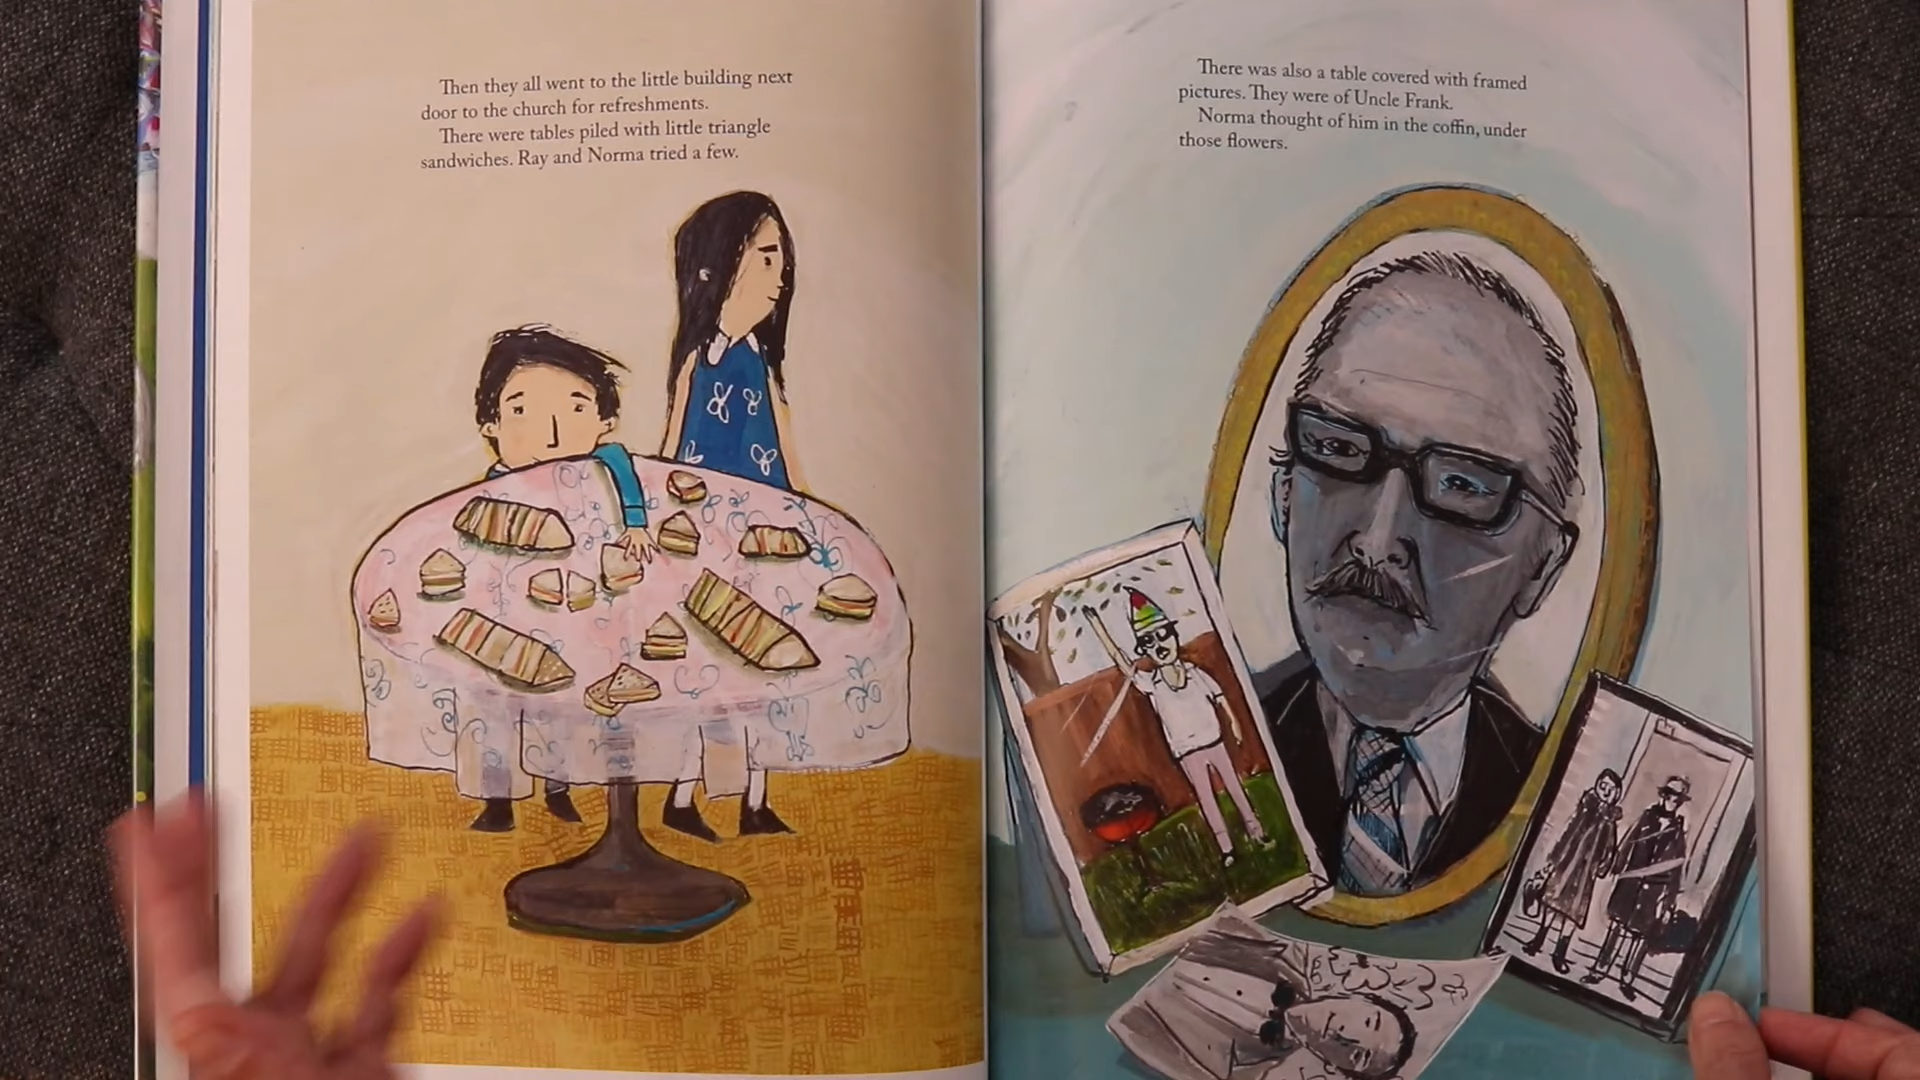 Then they all went to the little building next
door to the church for refreshments.
There were tables piled with little triangle
sandwiches. Ray and Norma tried a few.
There was also a table covered with framed
pictures. They were of Uncle Frank.
Norma thought of him in the coffin, under
those flowers.